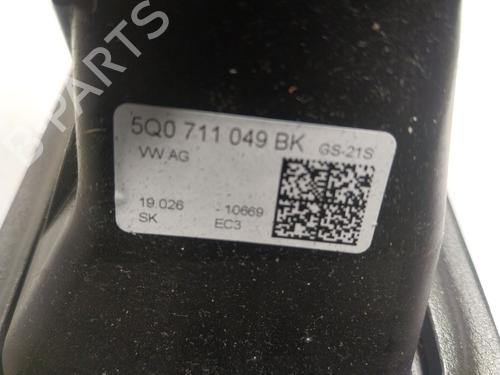 5Q0 711 049 BK GS-21S
VW AG
19.026 -10669
SK EC3
B-PARTS